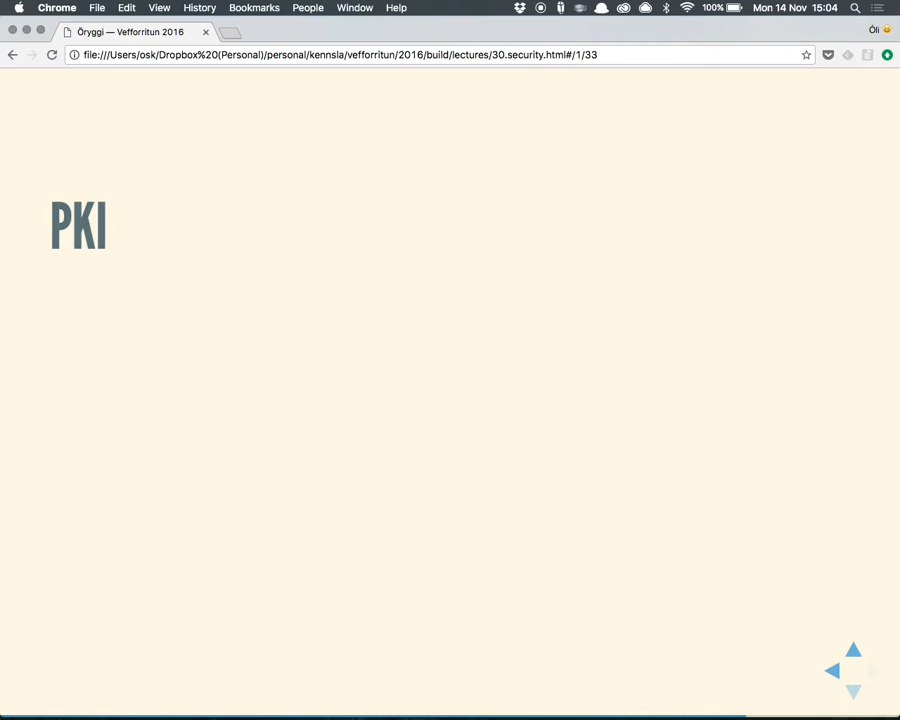 Chrome File Edit View History Bookmarks People Window Help 100% Mon 14 Nov 15:04
Öryggi — Vefforritun 2016 Óli
file:///Users/osk/Dropbox%20(Personal)/personal/kennsla/vefforritun/2016/build/lectures/30.security.html#/1/33
PKI